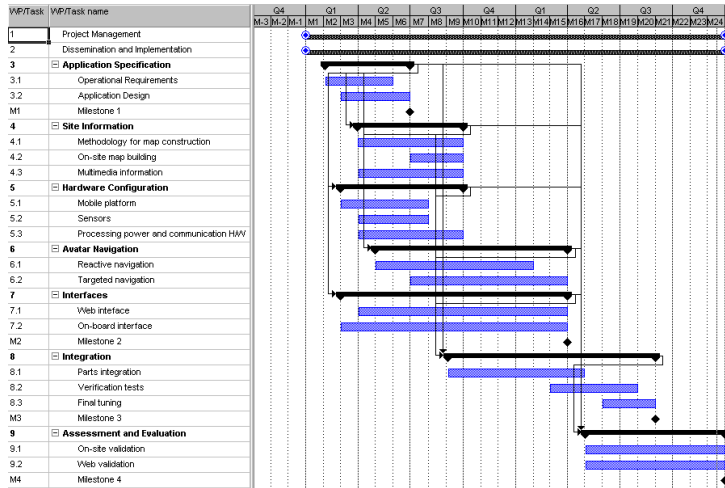 WP/Task WP/Task name Q4 Q1 Q2 Q3 Q4 Q1 Q2 Q3 Q4
M-3 M-2 M-1 M1 M2 M3 M4 M5 M6 M7 M8 M9 M10 M11 M12 M13 M14 M15 M16 M17 M18 M19 M20 M21 M22 M23 M24
1 Project Management
2 Dissemination and Implementation
3 Application Specification
3.1 Operational Requirements
3.2 Application Design
M1 Milestone 1
4 Site Information
4.1 Methodology for map construction
4.2 On-site map building
4.3 Multimedia information
5 Hardware Configuration
5.1 Mobile platform
5.2 Sensors
5.3 Processing power and communication HW
6 Avatar Navigation
6.1 Reactive navigation
6.2 Targeted navigation
7 Interfaces
7.1 Web inteface
7.2 On-board interface
M2 Milestone 2
8 Integration
8.1 Parts integration
8.2 Verification tests
8.3 Final tuning
M3 Milestone 3
9 Assessment and Evaluation
9.1 On-site validation
9.2 Web validation
M4 Milestone 4